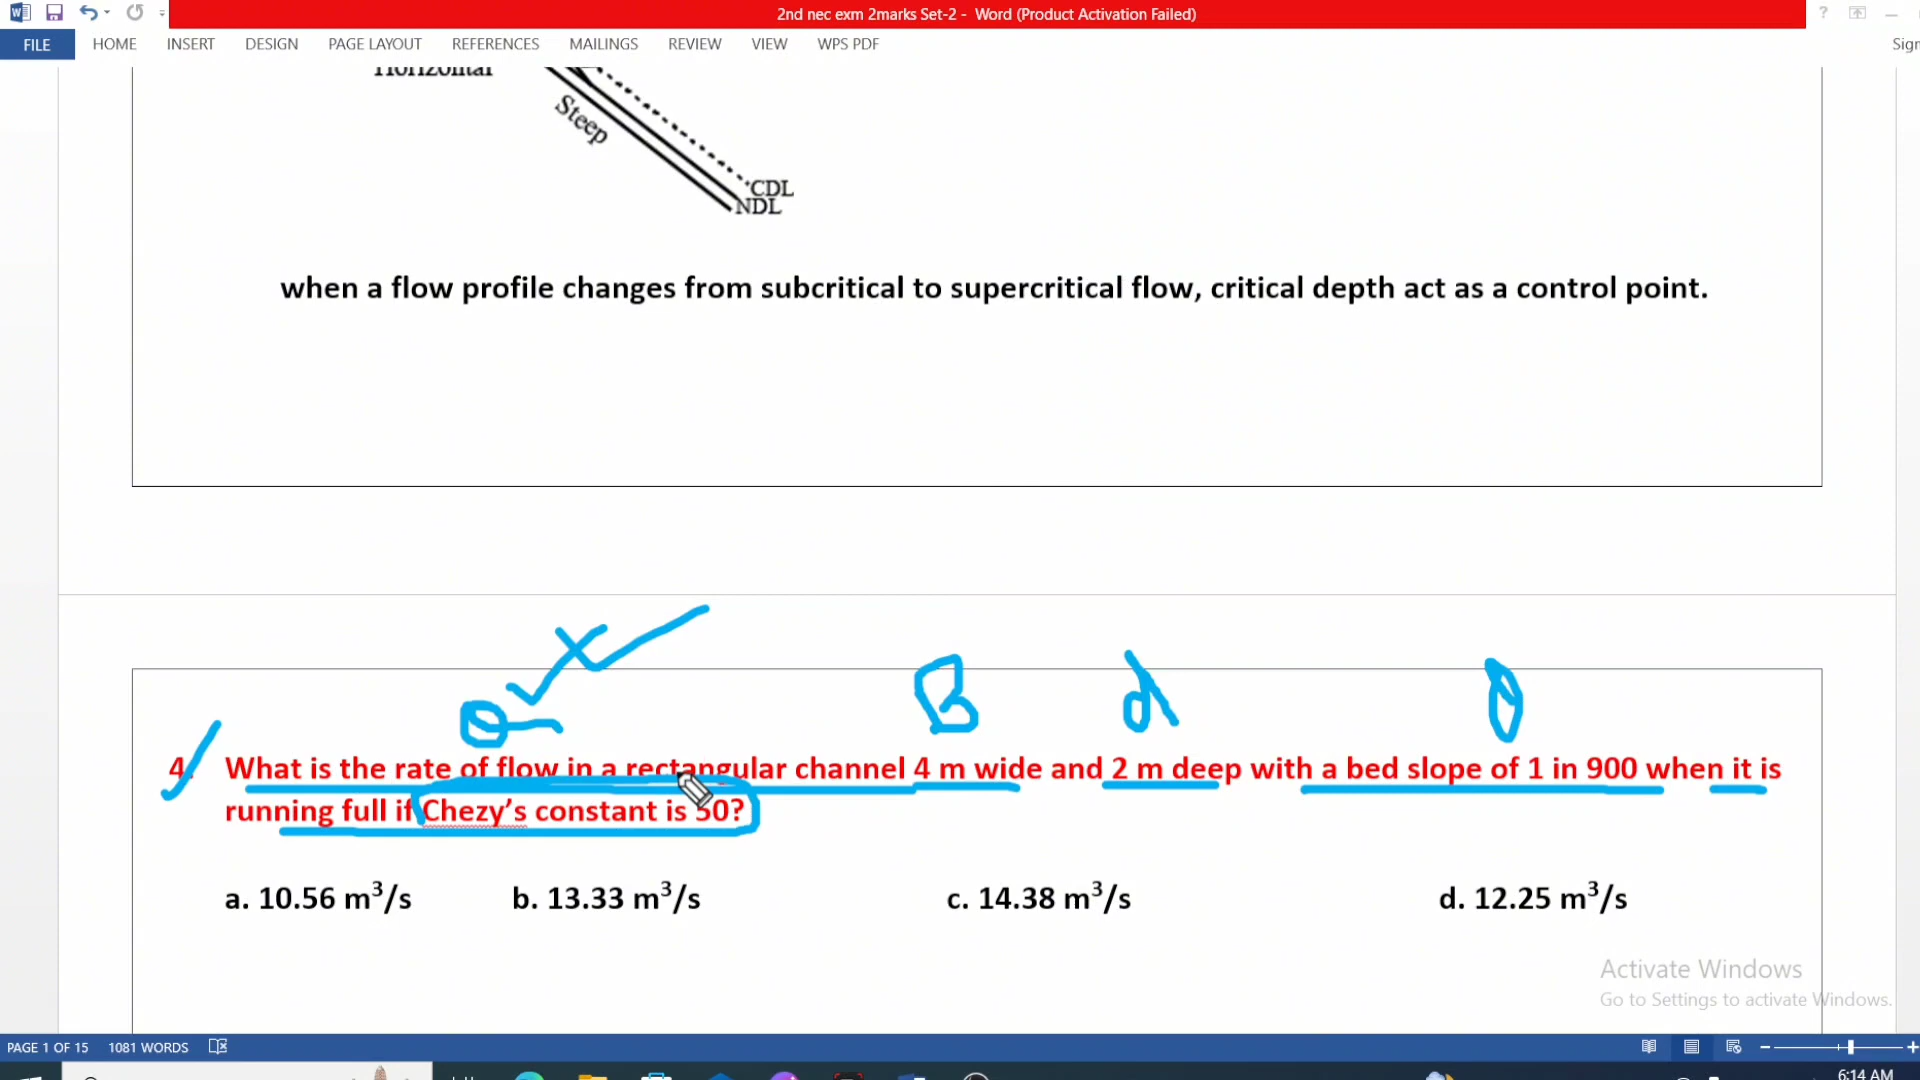 2nd nec exm 2marks Set-2 - Word (Product Activation Failed)
FILE HOME INSERT DESIGN PAGE LAYOUT REFERENCES MAILINGS REVIEW VIEW WPS PDF Sign
Horizontal
Steep
CDL
NDL
when a flow profile changes from subcritical to supercritical flow, critical depth act as a control point.
B d
4. What is the rate of flow in a rectangular channel 4 m wide and 2 m deep with a bed slope of 1 in 900 when it is
running full if Chezy’s constant is 50?
a. 10.56 m³/s b. 13.33 m³/s c. 14.38 m³/s d. 12.25 m³/s
Activate Windows
Go to Settings to activate Windows.
PAGE 1 OF 15 1081 WORDS
6:14 AM